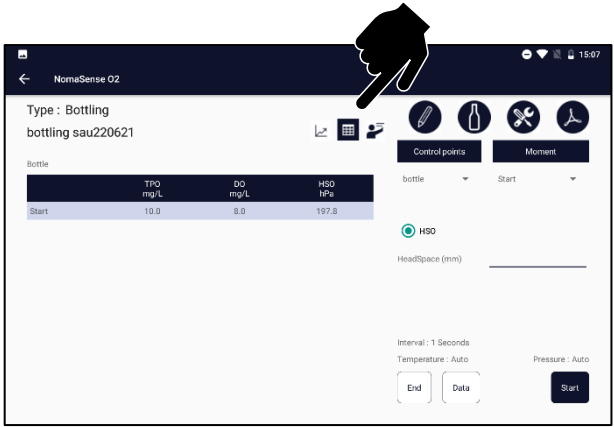 15:07
NomaSense O2
Type : Bottling
bottling sau220621
Control points
Moment
Bottle
bottle
Start
TPO
mg/L
DO
mg/L
HSO
hPa
Start 10.0 8.0 197.8
HSO
HeadSpace (mm)
Interval : 1 Seconds
Temperature : Auto
Pressure : Auto
End
Data
Start